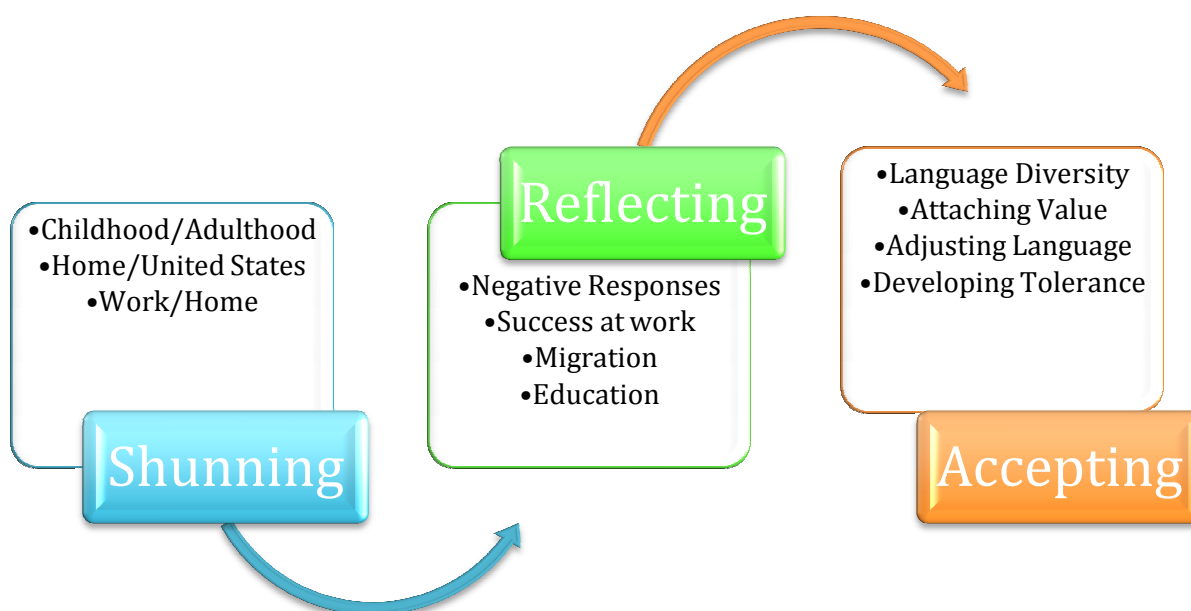 •Childhood/Adulthood
•Home/United States
•Work/Home
Shunning
Reflecting
•Negative Responses
•Success at work
•Migration
•Education
•Language Diversity
•Attaching Value
•Adjusting Language
•Developing Tolerance
Accepting